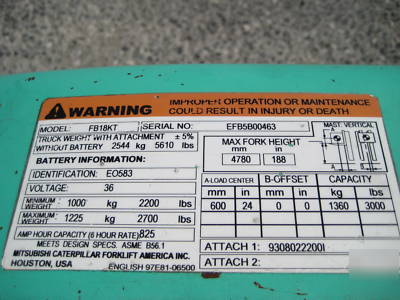 WARNING
IMPROPER OPERATION OR MAINTENANCE
COULD RESULT IN INJURY OR DEATH
MODEL: FB18KT SERIAL NO: EFB5B00463
TRUCK WEIGHT WITH ATTACHMENT ± 5%
WITHOUT BATTERY 2544 kg 5610 lbs
BATTERY INFORMATION:
IDENTIFICATION: EO583
VOLTAGE: 36
MINIMUM WEIGHT 1000 kg 2200 lbs
MAXIMUM WEIGHT 1225 kg 2700 lbs
AMP HOUR CAPACITY (6 HOUR RATE) 825
MEETS DESIGN SPECS. ASME B56.1
MITSUBISHI CATERPILLAR FORKLIFT AMERICA INC.
HOUSTON, USA ENGLISH 97E81-06500
MAX FORK HEIGHT
mm in
4780 188
MAST VERTICAL
A-LOAD CENTER B-OFFSET CAPACITY
mm in mm in kg lbs
600 24 0 0 1360 3000
ATTACH 1: 9308022200I
ATTACH 2: